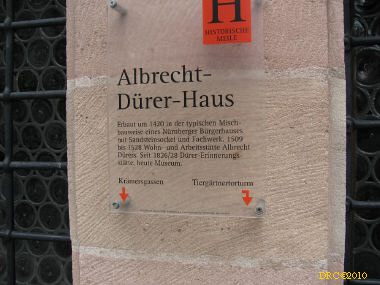 H
HISTORISCHE
MEILE
Albrecht-
Dürer-Haus
Erbaut um 1420 in der typischen Misch-
bauweise eines Nürnberger Bürgerhauses
mit Sandsteinsockel und Fachwerk. 1509
bis 1528 Wohn- und Arbeitsstätte Albrecht
Dürers. Seit 1826/28 Dürer-Erinnerungs-
stätte, heute Museum.
Krämersgassen Tiergärtnertorturm
©2010